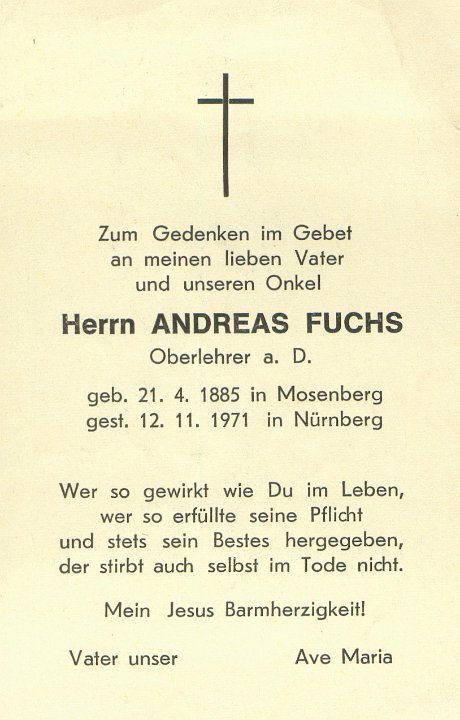 Zum Gedenken im Gebet
an meinen lieben Vater
und unseren Onkel
Herrn ANDREAS FUCHS
Oberlehrer a. D.
geb. 21. 4. 1885 in Mosenberg
gest. 12. 11. 1971 in Nürnberg
Wer so gewirkt wie Du im Leben,
wer so erfüllte seine Pflicht
und stets sein Bestes hergegeben,
der stirbt auch selbst im Tode nicht.
Mein Jesus Barmherzigkeit!
Vater unser Ave Maria